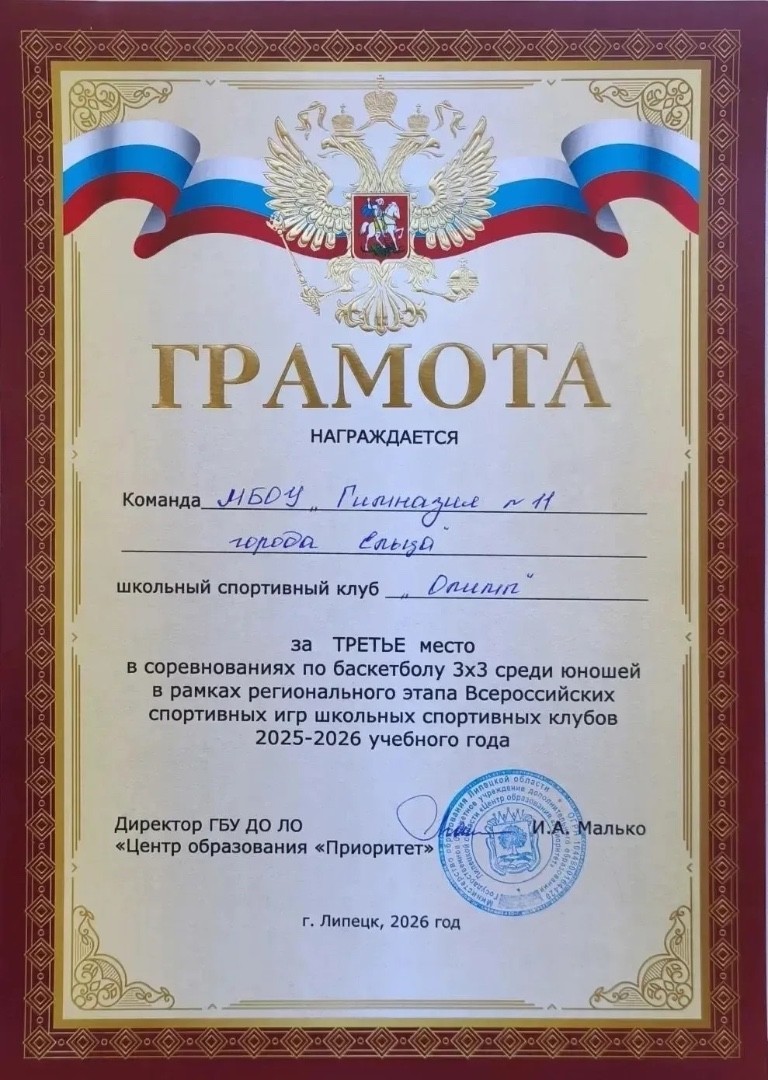 ГРАМОТА
НАГРАЖДАЕТСЯ
Команда МБОУ „Гимназия №11
города Ельца"
школьный спортивный клуб „Олимп"
за ТРЕТЬЕ место
в соревнованиях по баскетболу 3х3 среди юношей
в рамках регионального этапа Всероссийских
спортивных игр школьных спортивных клубов
2025-2026 учебного года
Директор ГБУ ДО ЛО
«Центр образования «Приоритет»
И.А. Малько
г. Липецк, 2026 год